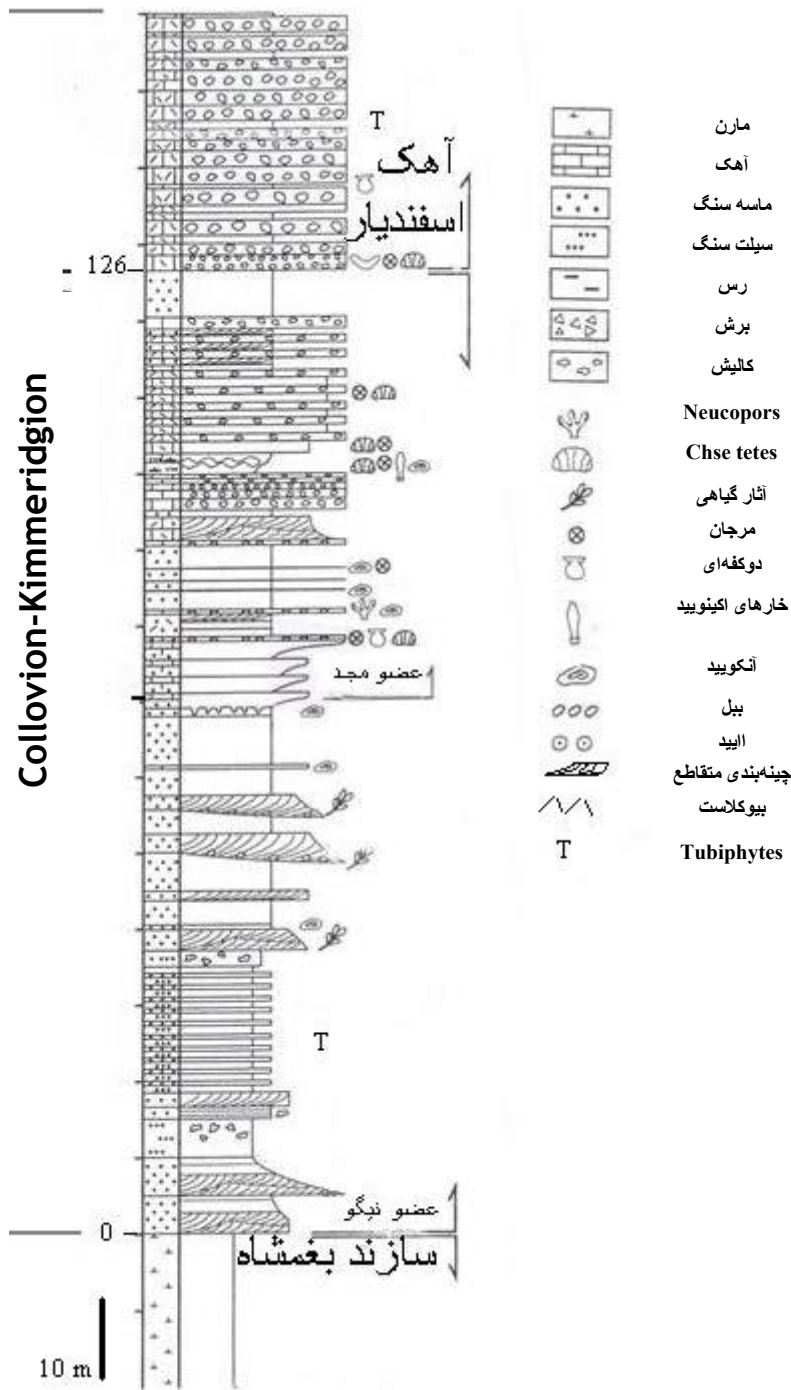 T
آهک
اسفندیار
126
عضو مجد
T
عضو نیگو
0
سازند بغمشاه
10 m
Collovion-Kimmeridgion
مارن
آهک
ماسه سنگ
سیلت سنگ
رس
برش
کالیش
Neucopors
Chse tetes
آثار گیاهی
مرجان
دوکفه‌ای
خارهای اکینویید
آنکویید
ببل
اایید
چینه‌بندی متقاطع
بیوکلاست
T Tubiphytes